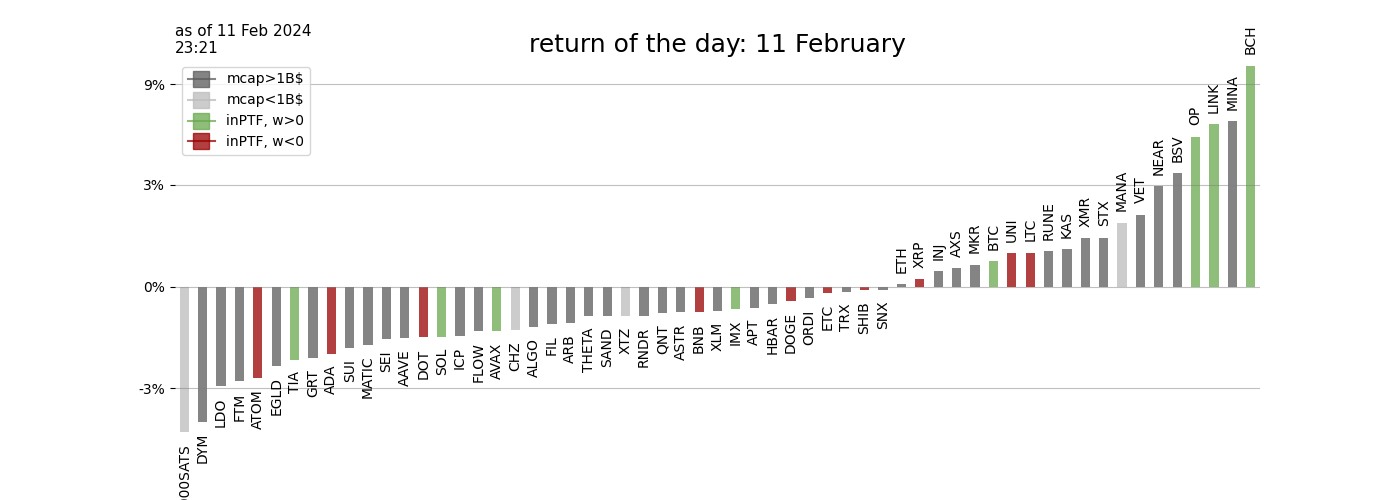 as of 11 Feb 2024
23:21
return of the day: 11 February
mcap>1B$
mcap<1B$
inPTF, w>0
inPTF, w<0
9%
3%
0%
-3%
000SATS
DYM
LDO
FTM
ATOM
EGLD
TIA
GRT
ADA
SUI
MATIC
SEI
AAVE
DOT
SOL
ICP
FLOW
AVAX
CHZ
ALGO
FIL
ARB
THETA
SAND
XTZ
RNDR
QNT
ASTR
BNB
XLM
IMX
APT
HBAR
DOGE
ORDI
ETC
TRX
SHIB
SNX
ETH
XRP
INJ
AXS
MKR
BTC
UNI
LTC
RUNE
KAS
XMR
STX
MANA
VET
NEAR
BSV
OP
LINK
MINA
BCH